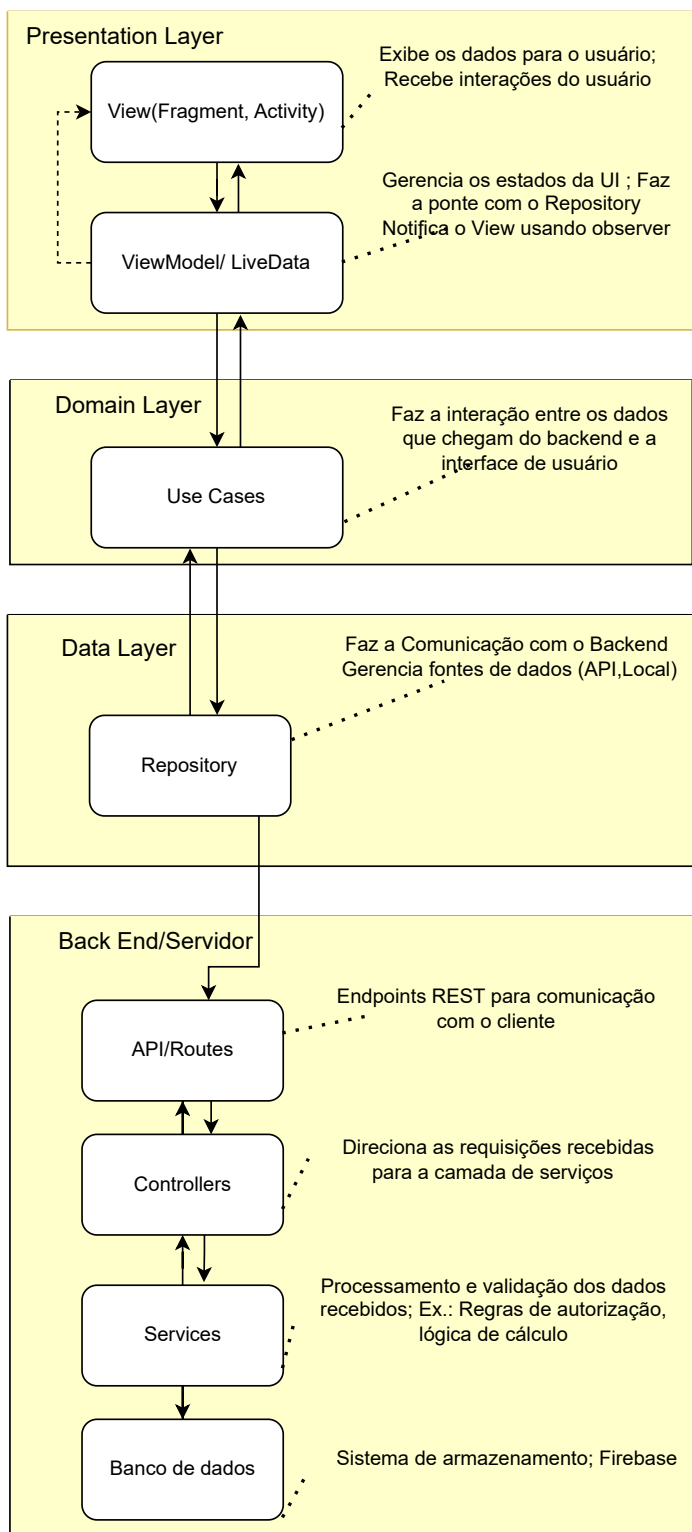 Presentation Layer
Exibe os dados para o usuário;
Recebe interações do usuário
View(Fragment, Activity)
Gerencia os estados da UI ; Faz
a ponte com o Repository
Notifica o View usando observer
ViewModel/ LiveData
Domain Layer
Faz a interação entre os dados
que chegam do backend e a
interface de usuário
Use Cases
Data Layer
Faz a Comunicação com o Backend
Gerencia fontes de dados (API,Local)
Repository
Back End/Servidor
Endpoints REST para comunicação
com o cliente
API/Routes
Direciona as requisições recebidas
para a camada de serviços
Controllers
Processamento e validação dos dados
recebidos; Ex.: Regras de autorização,
lógica de cálculo
Services
Sistema de armazenamento; Firebase
Banco de dados